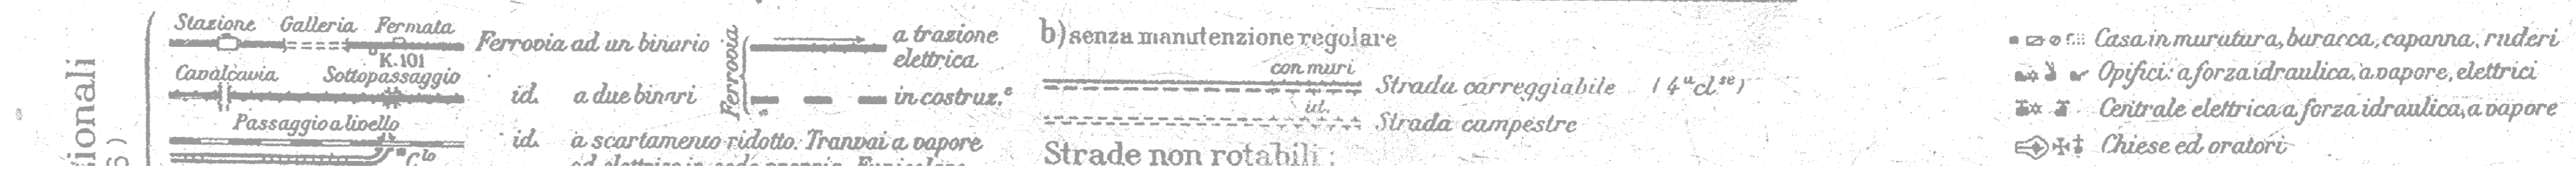 Stazione Galleria Fermata
Ferrovia ad un binario
K.101
Cavalcavia Sottopassaggio
id. a due binari
Passaggio a livello
id. a scartamento ridotto. Tranvai a vapore
C.lo
Ferrovia
a trazione
elettrica
in costruz.e
b) senza manutenzione regolare
con muri
Strada carreggiabile (4a cl.se)
id.
Strada campestre
Strade non rotabili:
Casa in muratura, baracca, capanna, ruderi
Opifici: a forza idraulica, a vapore, elettrici
Centrale elettrica a forza idraulica, a vapore
Chiese ed oratori